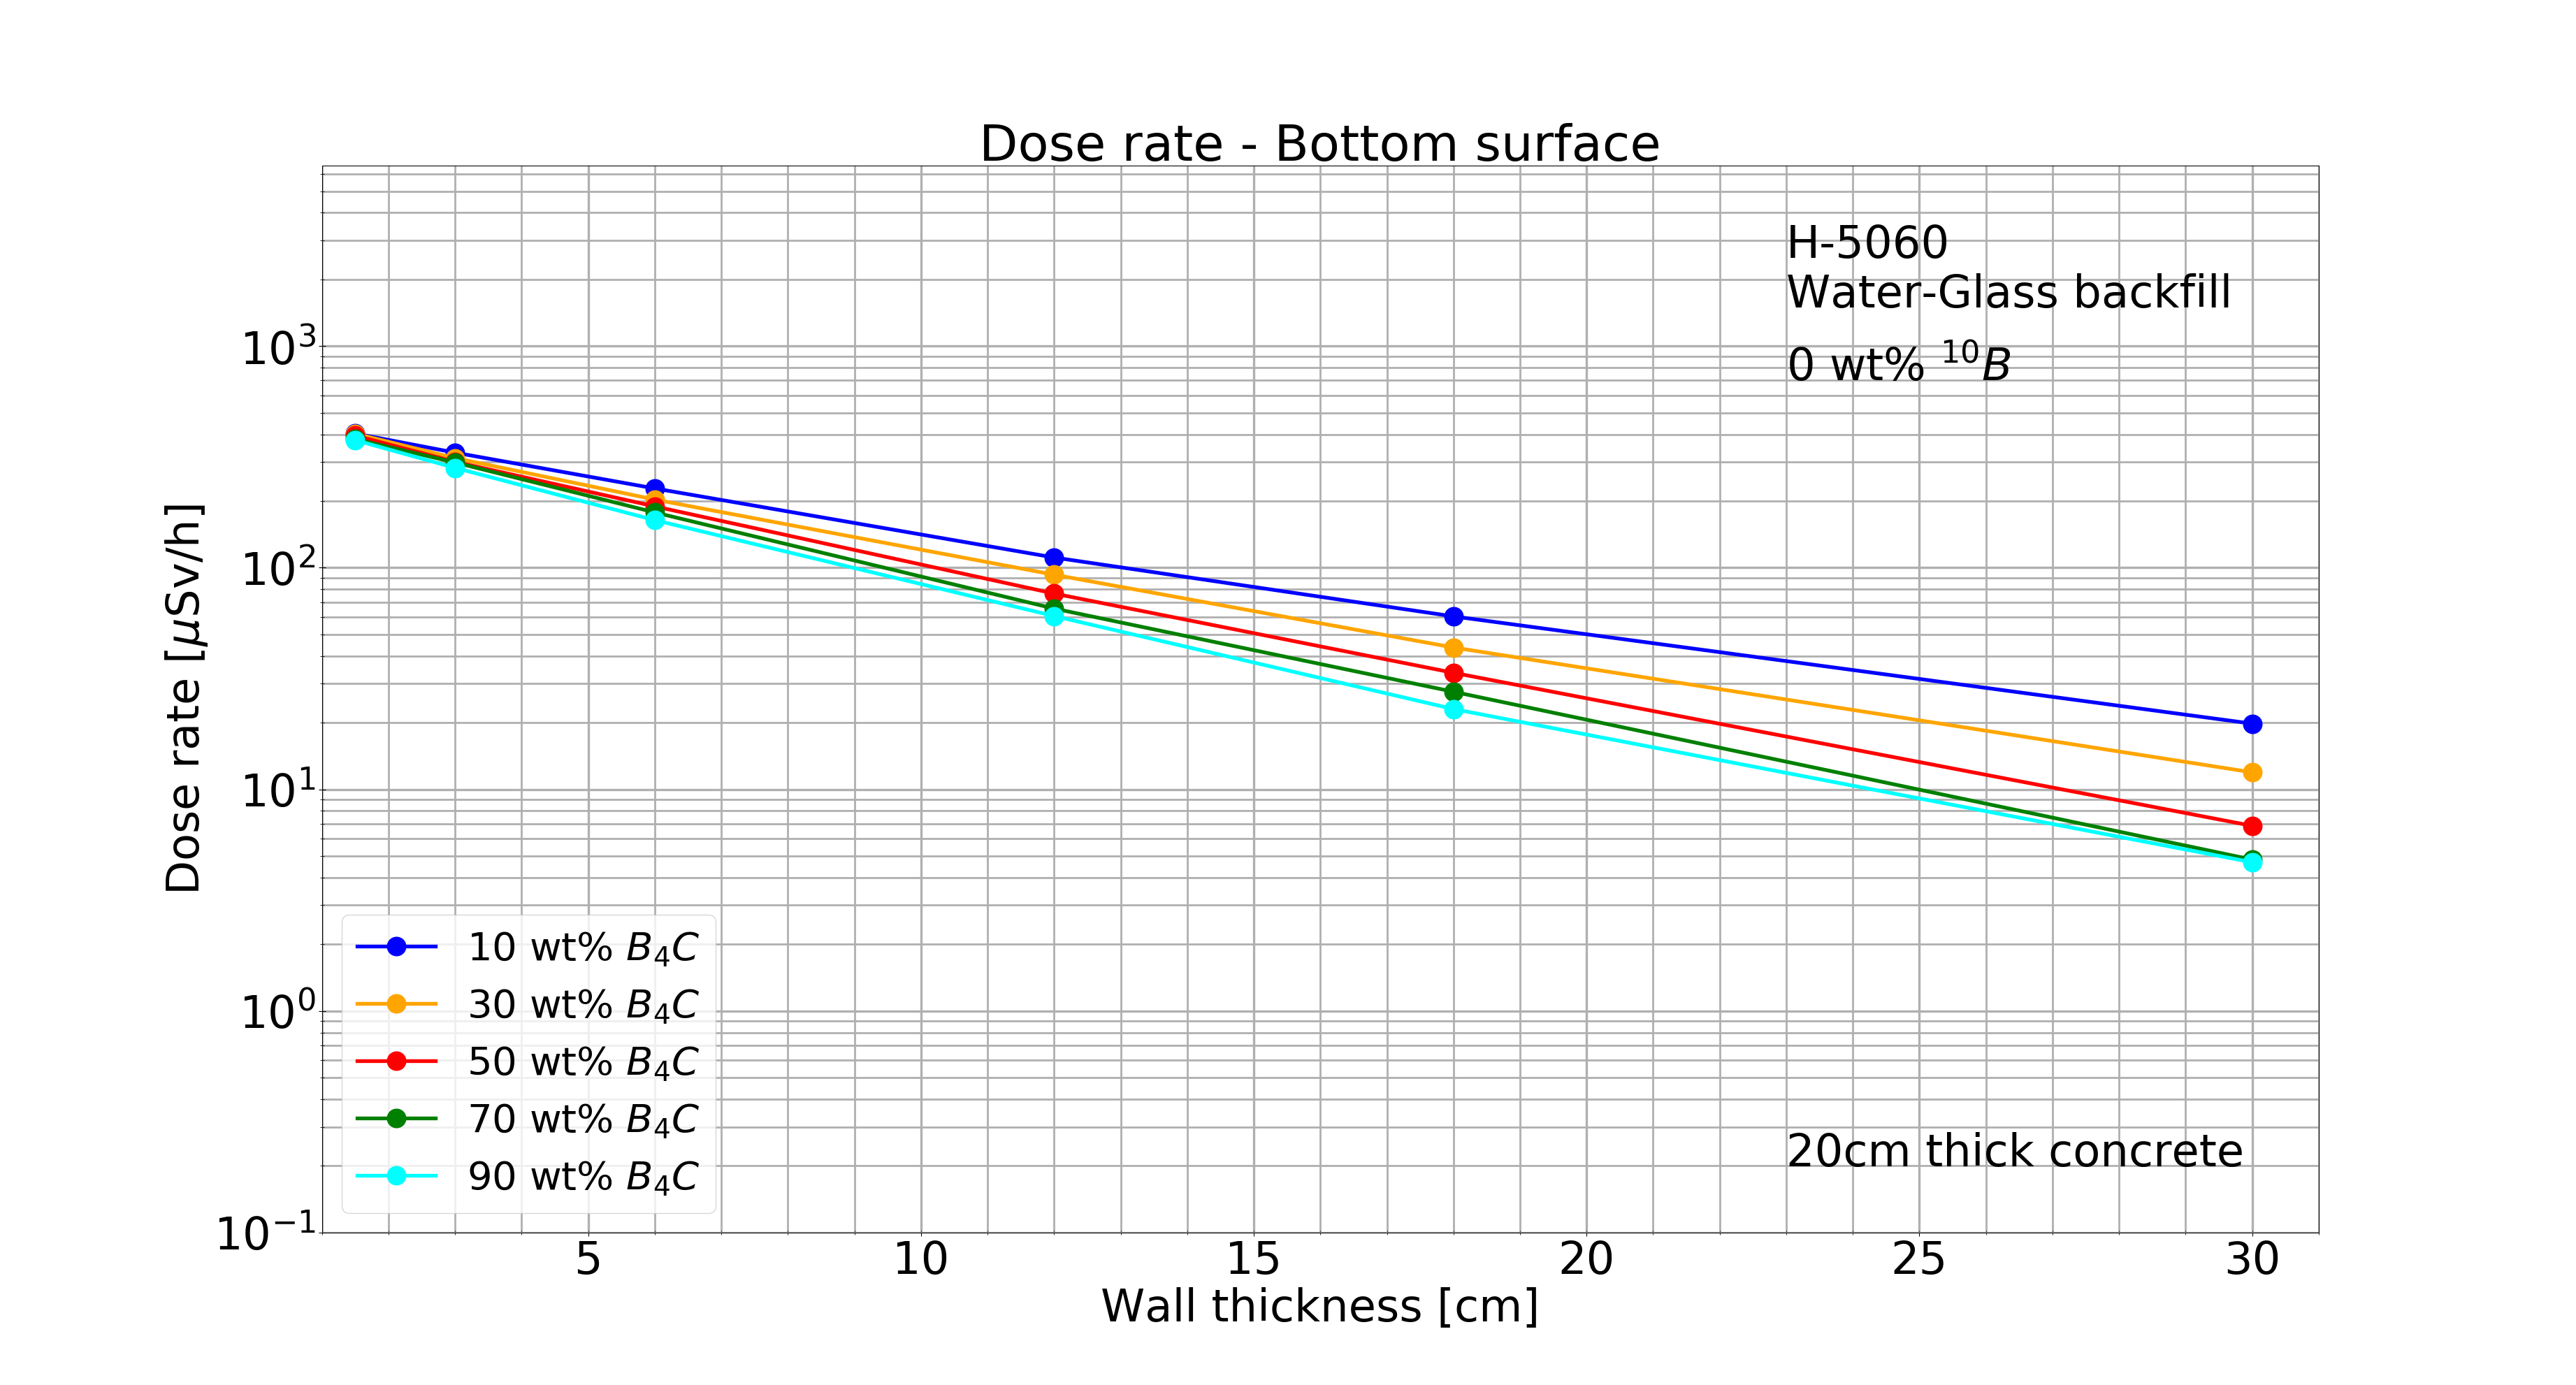 Dose rate - Bottom surface
H-5060
Water-Glass backfill
0 wt% ¹⁰B
Dose rate [μSv/h]
10³
10²
10¹
10⁰
10⁻¹
10 wt% B₄C
30 wt% B₄C
50 wt% B₄C
70 wt% B₄C
90 wt% B₄C
20cm thick concrete
5 10 15 20 25 30
Wall thickness [cm]